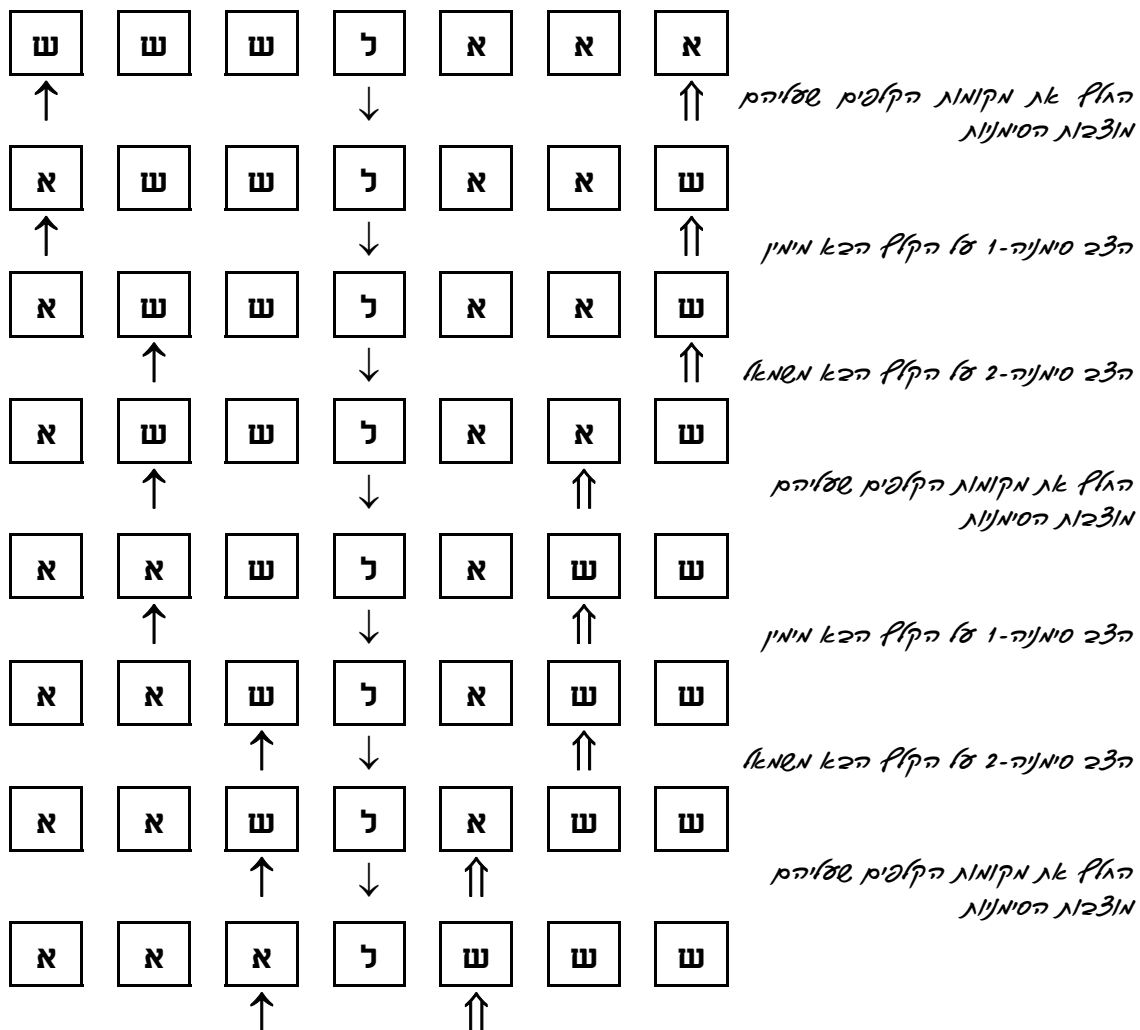 א א א ל ש ש ש
החלף את מקומות הקלפים שעליהם
מוצבות הסימניות
ש א א ל ש ש א
הצב סימניה-1 על הקלף הבא מימין
ש א א ל ש ש א
הצב סימניה-2 על הקלף הבא משמאל
ש א א ל ש ש א
החלף את מקומות הקלפים שעליהם
מוצבות הסימניות
ש ש א ל ש א א
הצב סימניה-1 על הקלף הבא מימין
ש ש א ל ש א א
הצב סימניה-2 על הקלף הבא משמאל
ש ש א ל ש א א
החלף את מקומות הקלפים שעליהם
מוצבות הסימניות
ש ש ש ל א א א